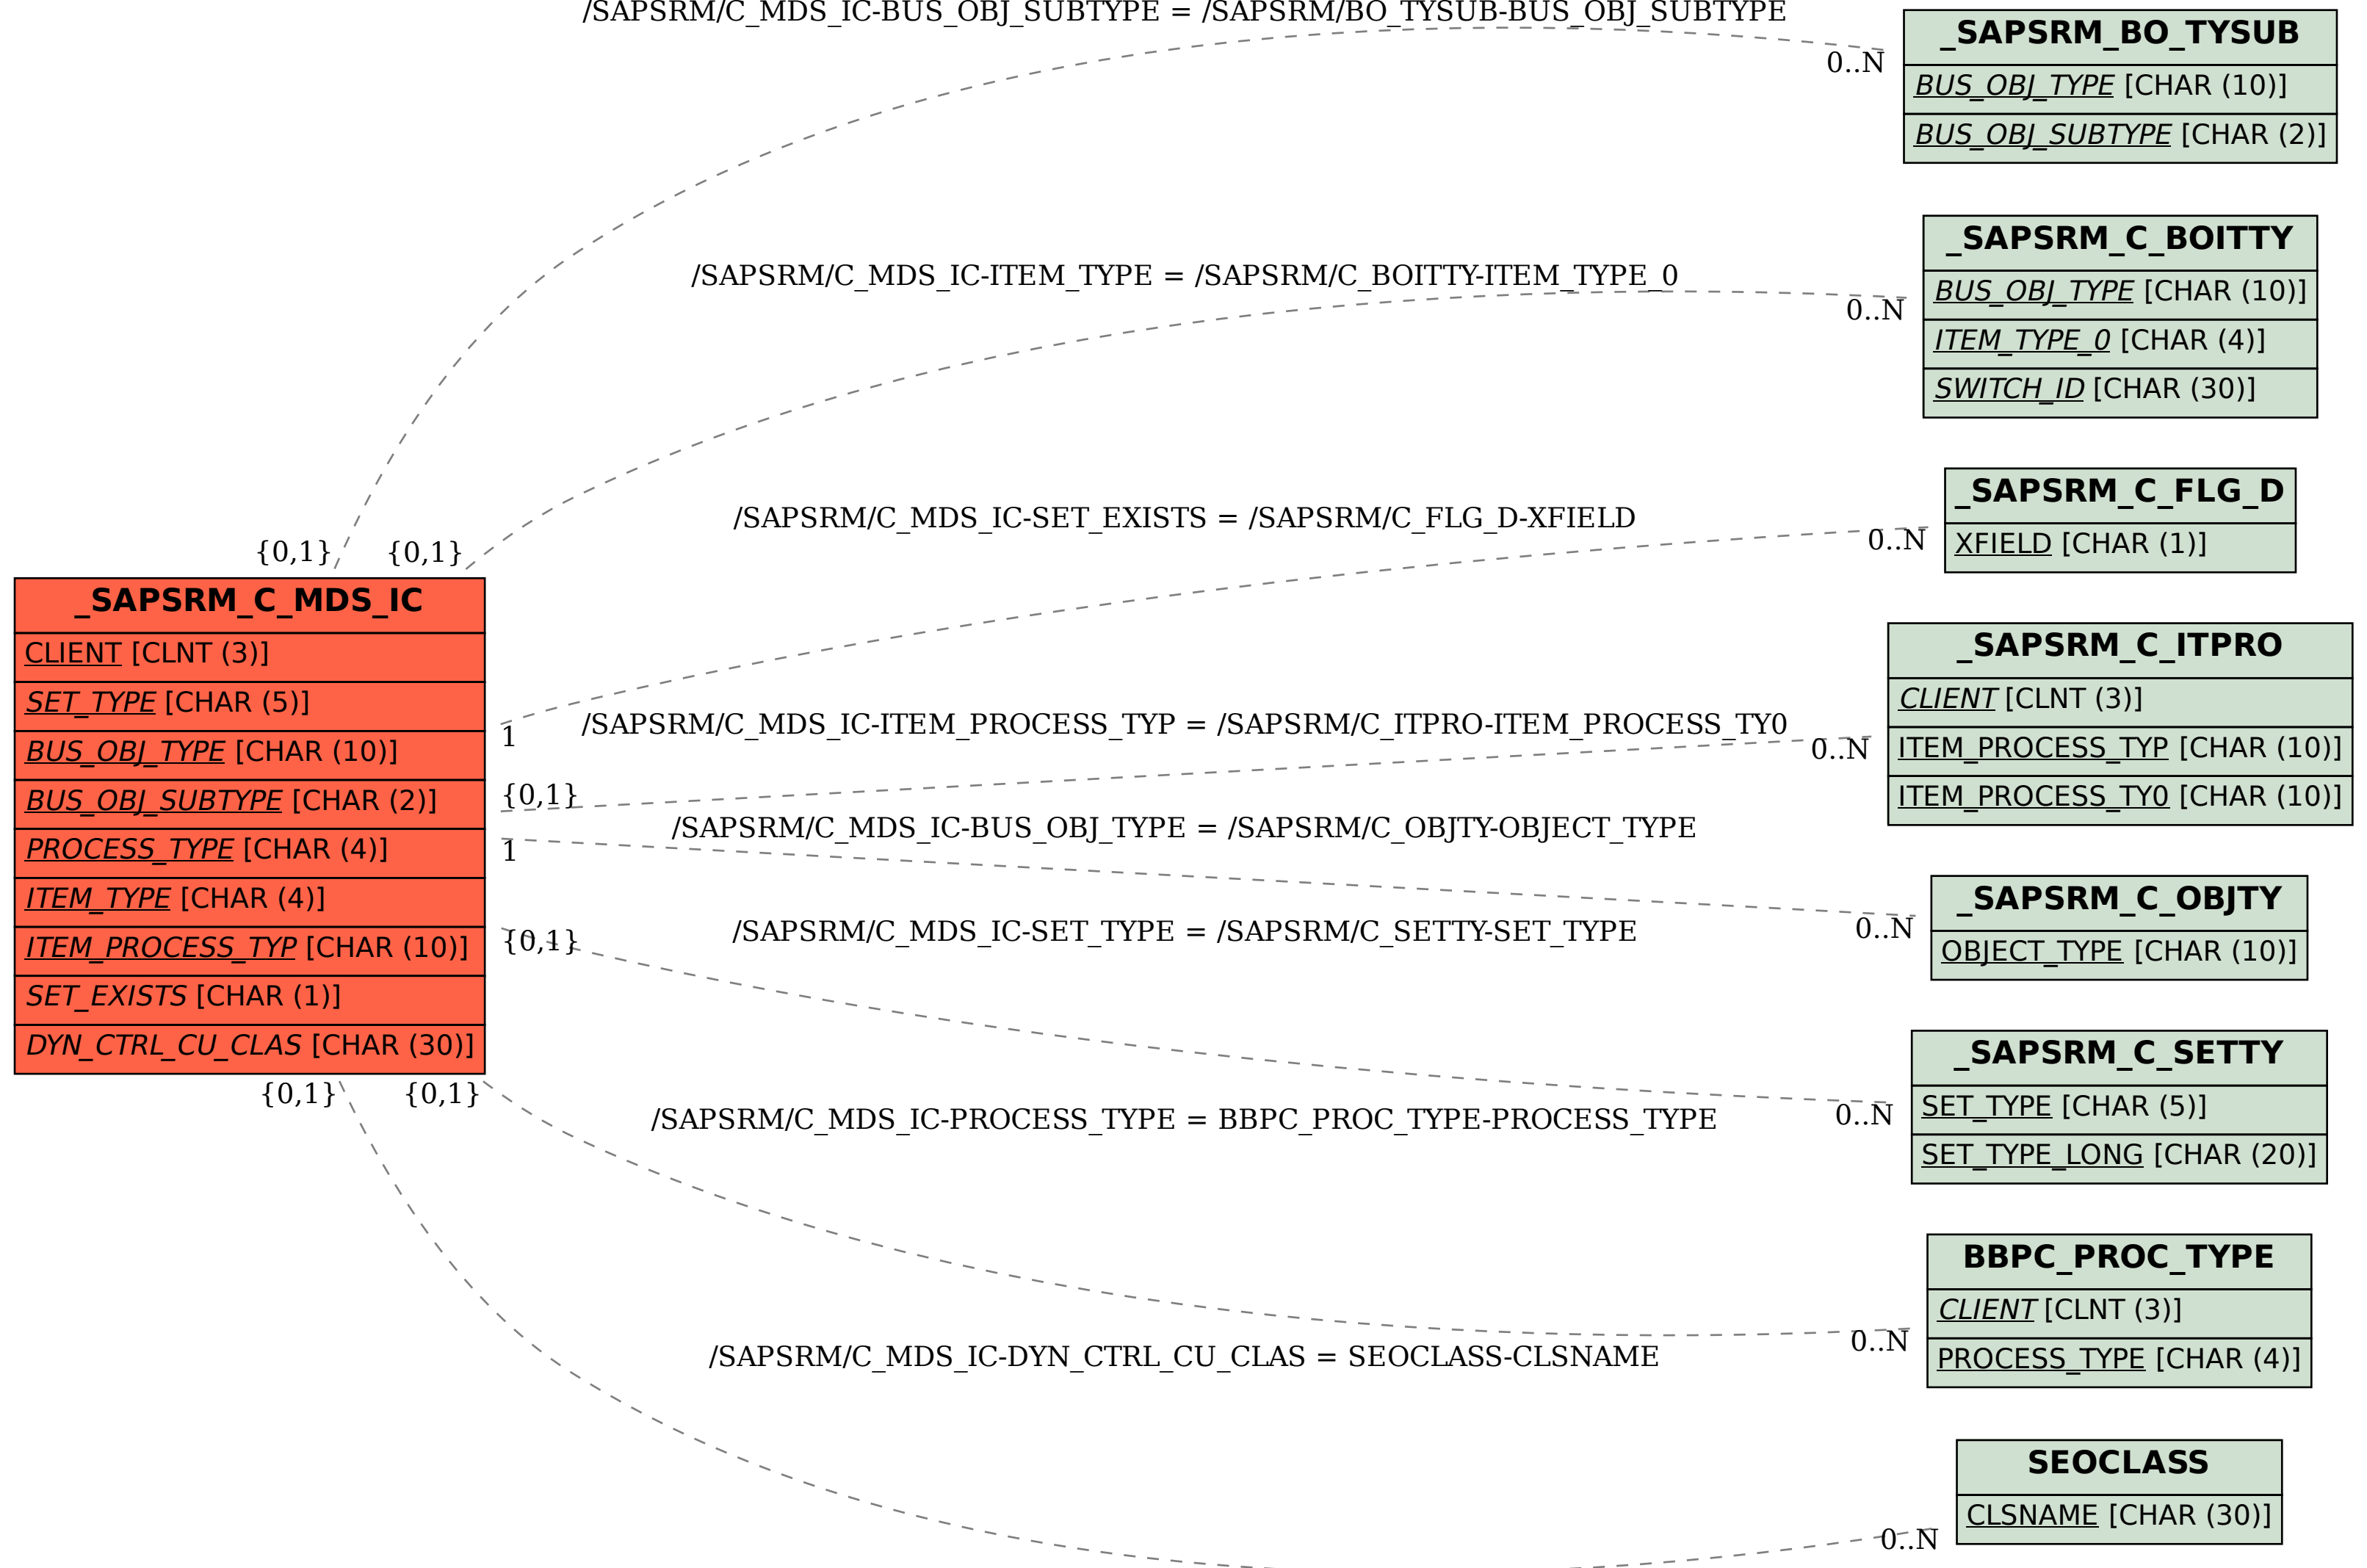 /SAPSRM/C_MDS_IC-BUS_OBJ_SUBTYPE = /SAPSRM/BO_TYSUB-BUS_OBJ_SUBTYPE
0..N
_SAPSRM_BO_TYSUB
BUS_OBJ_TYPE [CHAR (10)]
BUS_OBJ_SUBTYPE [CHAR (2)]
/SAPSRM/C_MDS_IC-ITEM_TYPE = /SAPSRM/C_BOITTY-ITEM_TYPE_0
0..N
_SAPSRM_C_BOITTY
BUS_OBJ_TYPE [CHAR (10)]
ITEM_TYPE_0 [CHAR (4)]
SWITCH_ID [CHAR (30)]
/SAPSRM/C_MDS_IC-SET_EXISTS = /SAPSRM/C_FLG_D-XFIELD
0..N
_SAPSRM_C_FLG_D
XFIELD [CHAR (1)]
{0,1}
{0,1}
_SAPSRM_C_MDS_IC
CLIENT [CLNT (3)]
SET_TYPE [CHAR (5)]
BUS_OBJ_TYPE [CHAR (10)]
BUS_OBJ_SUBTYPE [CHAR (2)]
PROCESS_TYPE [CHAR (4)]
ITEM_TYPE [CHAR (4)]
ITEM_PROCESS_TYP [CHAR (10)]
SET_EXISTS [CHAR (1)]
DYN_CTRL_CU_CLAS [CHAR (30)]
1
{0,1}
1
{0,1}
{0,1}
{0,1}
/SAPSRM/C_MDS_IC-ITEM_PROCESS_TYP = /SAPSRM/C_ITPRO-ITEM_PROCESS_TY0
0..N
_SAPSRM_C_ITPRO
CLIENT [CLNT (3)]
ITEM_PROCESS_TYP [CHAR (10)]
ITEM_PROCESS_TY0 [CHAR (10)]
/SAPSRM/C_MDS_IC-BUS_OBJ_TYPE = /SAPSRM/C_OBJTY-OBJECT_TYPE
0..N
_SAPSRM_C_OBJTY
OBJECT_TYPE [CHAR (10)]
/SAPSRM/C_MDS_IC-SET_TYPE = /SAPSRM/C_SETTY-SET_TYPE
0..N
_SAPSRM_C_SETTY
SET_TYPE [CHAR (5)]
SET_TYPE_LONG [CHAR (20)]
/SAPSRM/C_MDS_IC-PROCESS_TYPE = BBPC_PROC_TYPE-PROCESS_TYPE
0..N
BBPC_PROC_TYPE
CLIENT [CLNT (3)]
PROCESS_TYPE [CHAR (4)]
/SAPSRM/C_MDS_IC-DYN_CTRL_CU_CLAS = SEOCLASS-CLSNAME
0..N
SEOCLASS
CLSNAME [CHAR (30)]